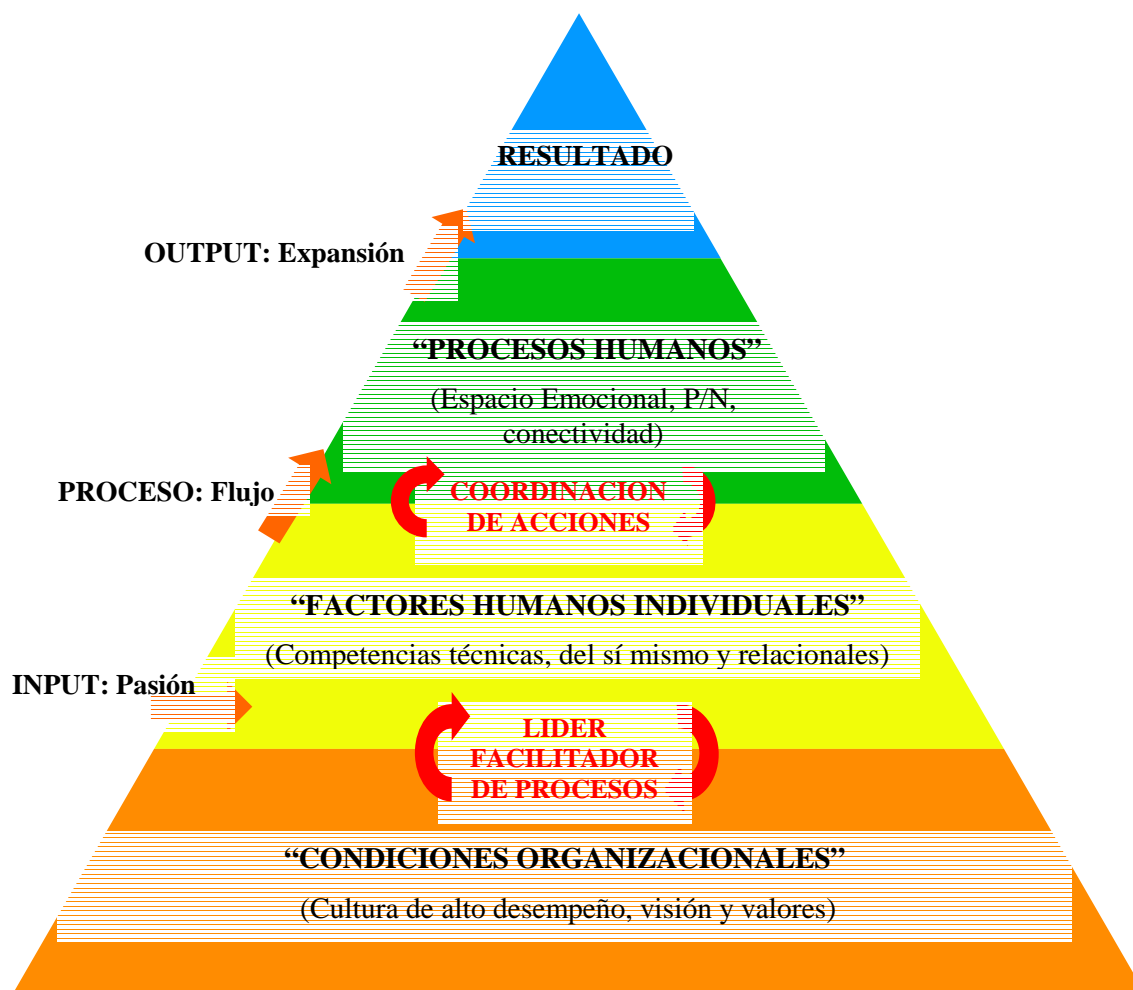 RESULTADO
OUTPUT: Expansión
“PROCESOS HUMANOS”
(Espacio Emocional, P/N,
conectividad)
PROCESO: Flujo
COORDINACION
DE ACCIONES
“FACTORES HUMANOS INDIVIDUALES”
(Competencias técnicas, del sí mismo y relacionales)
INPUT: Pasión
LIDER
FACILITADOR
DE PROCESOS
“CONDICIONES ORGANIZACIONALES”
(Cultura de alto desempeño, visión y valores)